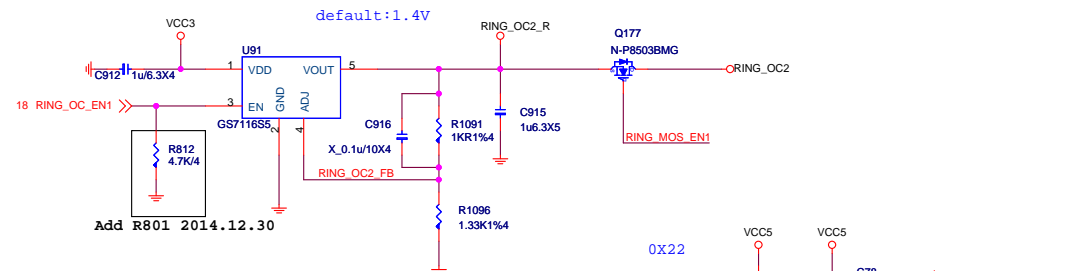 default:1.4V
VCC3
RING_OC2_R
Q177
N-P8503BMG
U91
C912 1u/6.3X4
1 VDD VOUT 5
RING_OC2
18 RING_OC_EN1
3 EN
GND
ADJ
GS7116S5
2
4
C916
X_0.1u/10X4
R1091
1KR1%4
C915
1u6.3X5
RING_MOS_EN1
R812
4.7K/4
RING_OC2_FB
R1096
1.33K1%4
Add R801 2014.12.30
0X22
VCC5
VCC5